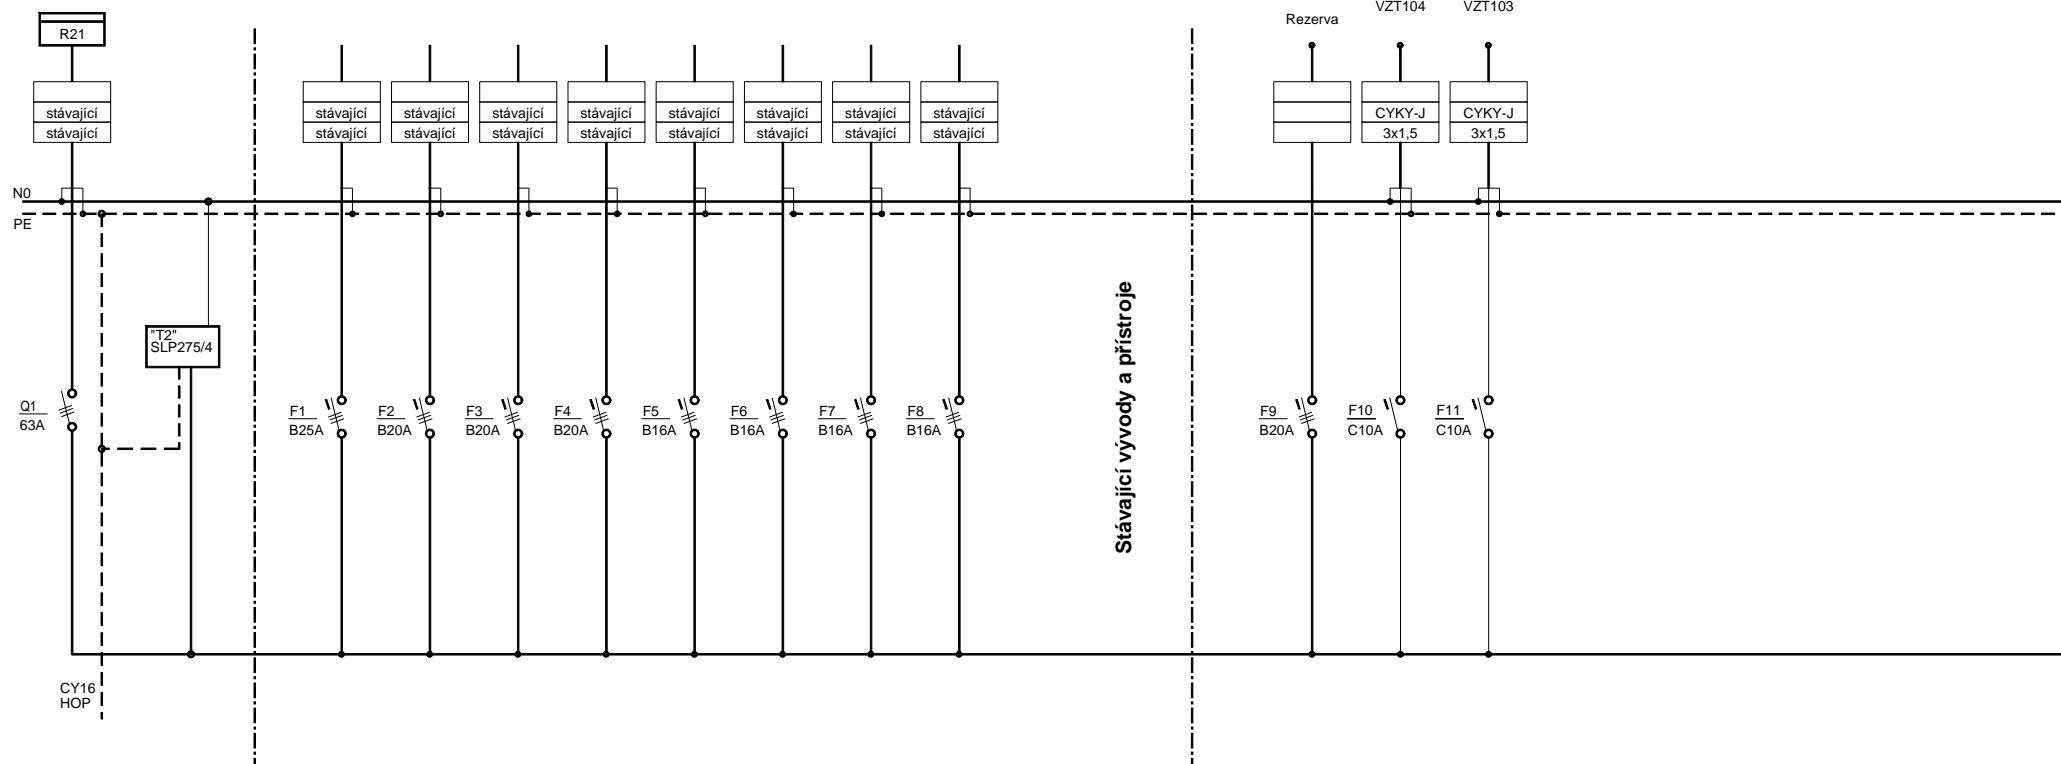 R21
stávající
stávající
N0
PE
"T2"
SLP275/4
Q1
63A
CY16
HOP
stávající stávající stávající stávající stávající stávající stávající stávající
stávající stávající stávající stávající stávající stávající stávající stávající
F1
B25A
F2
B20A
F3
B20A
F4
B20A
F5
B16A
F6
B16A
F7
B16A
F8
B16A
Stávající vývody a přístroje
Rezerva
VZT104
VZT103
CYKY-J
3x1,5
CYKY-J
3x1,5
F9
B20A
F10
C10A
F11
C10A